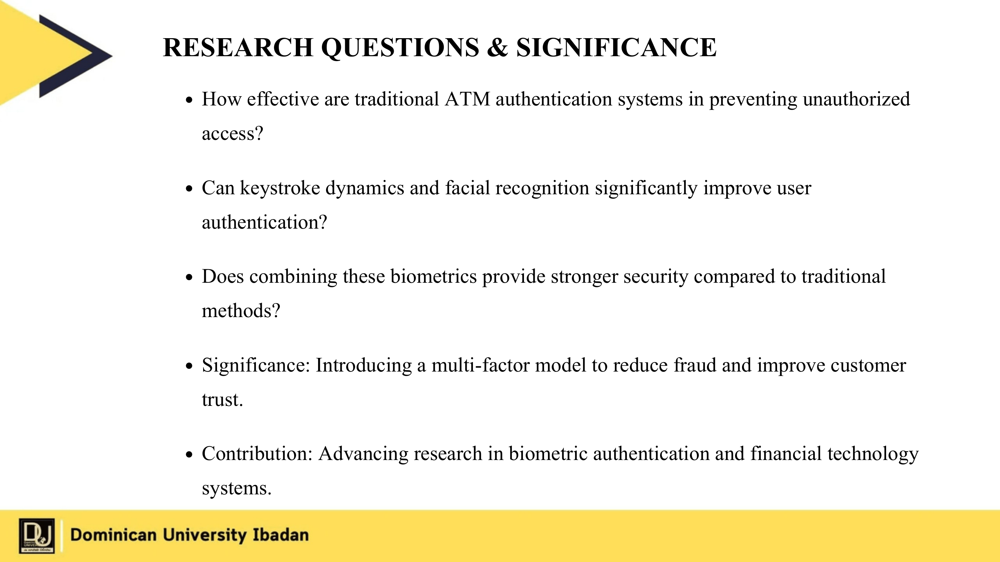 RESEARCH QUESTIONS & SIGNIFICANCE
• How effective are traditional ATM authentication systems in preventing unauthorized
access?
• Can keystroke dynamics and facial recognition significantly improve user
authentication?
• Does combining these biometrics provide stronger security compared to traditional
methods?
• Significance: Introducing a multi-factor model to reduce fraud and improve customer
trust.
• Contribution: Advancing research in biometric authentication and financial technology
systems.
DU
Dominican University Ibadan